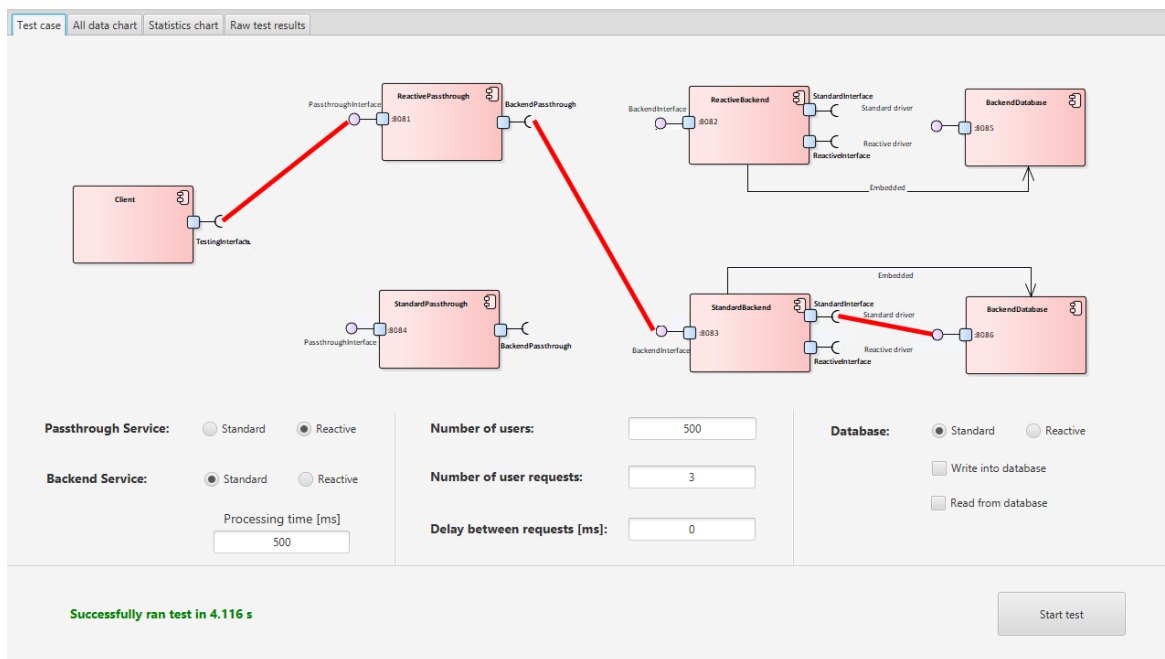 Test case All data chart Statistics chart Raw test results
ReactivePassthrough
PassthroughInterface
BackendPassthrough
:8081
ReactiveBackend
StandardInterface
BackendInterface
Standard driver
:8082
Reactive driver
ReactiveInterface
Embedded
BackendDatabase
:8085
Client
TestingInterface
StandardPassthrough
:8084
PassthroughInterface
BackendPassthrough
Embedded
StandardBackend
StandardInterface
Standard driver
:8083
BackendInterface
Reactive driver
ReactiveInterface
BackendDatabase
:8086
Passthrough Service: Standard Reactive
Backend Service: Standard Reactive
Processing time [ms]
500
Number of users: 500
Number of user requests: 3
Delay between requests [ms]: 0
Database: Standard Reactive
Write into database
Read from database
Successfully ran test in 4.116 s
Start test